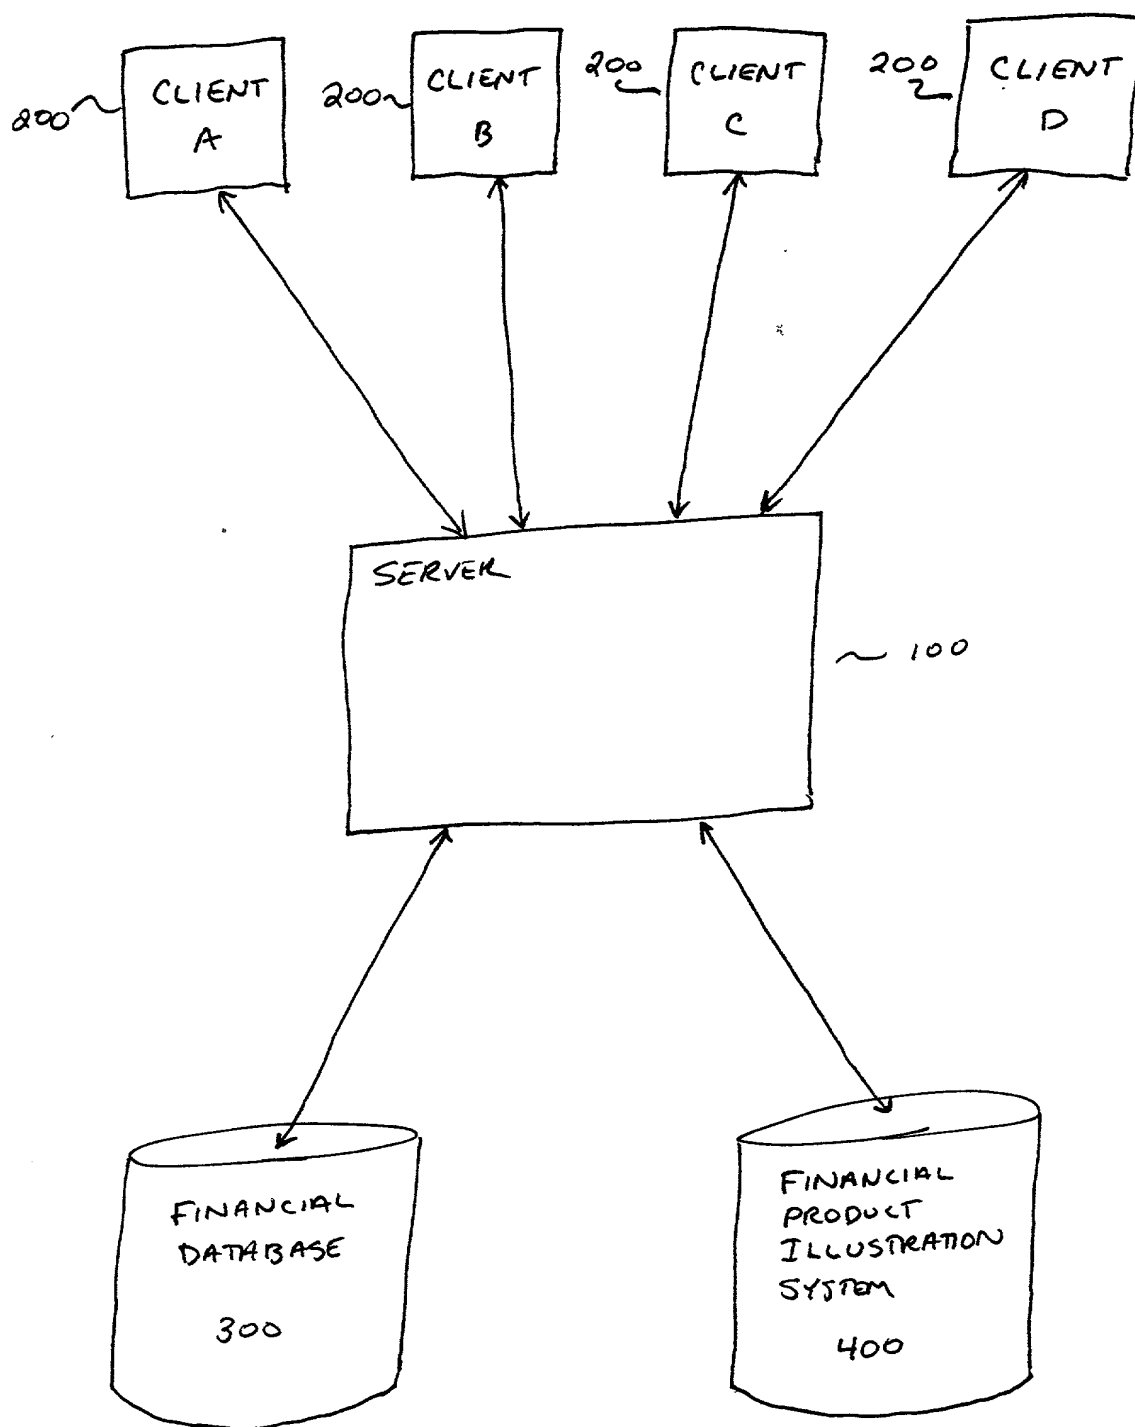 200
CLIENT
A
200
CLIENT
B
200
CLIENT
C
200
CLIENT
D
SERVER
100
FINANCIAL
DATABASE
300
FINANCIAL
PRODUCT
ILLUSTRATION
SYSTEM
400